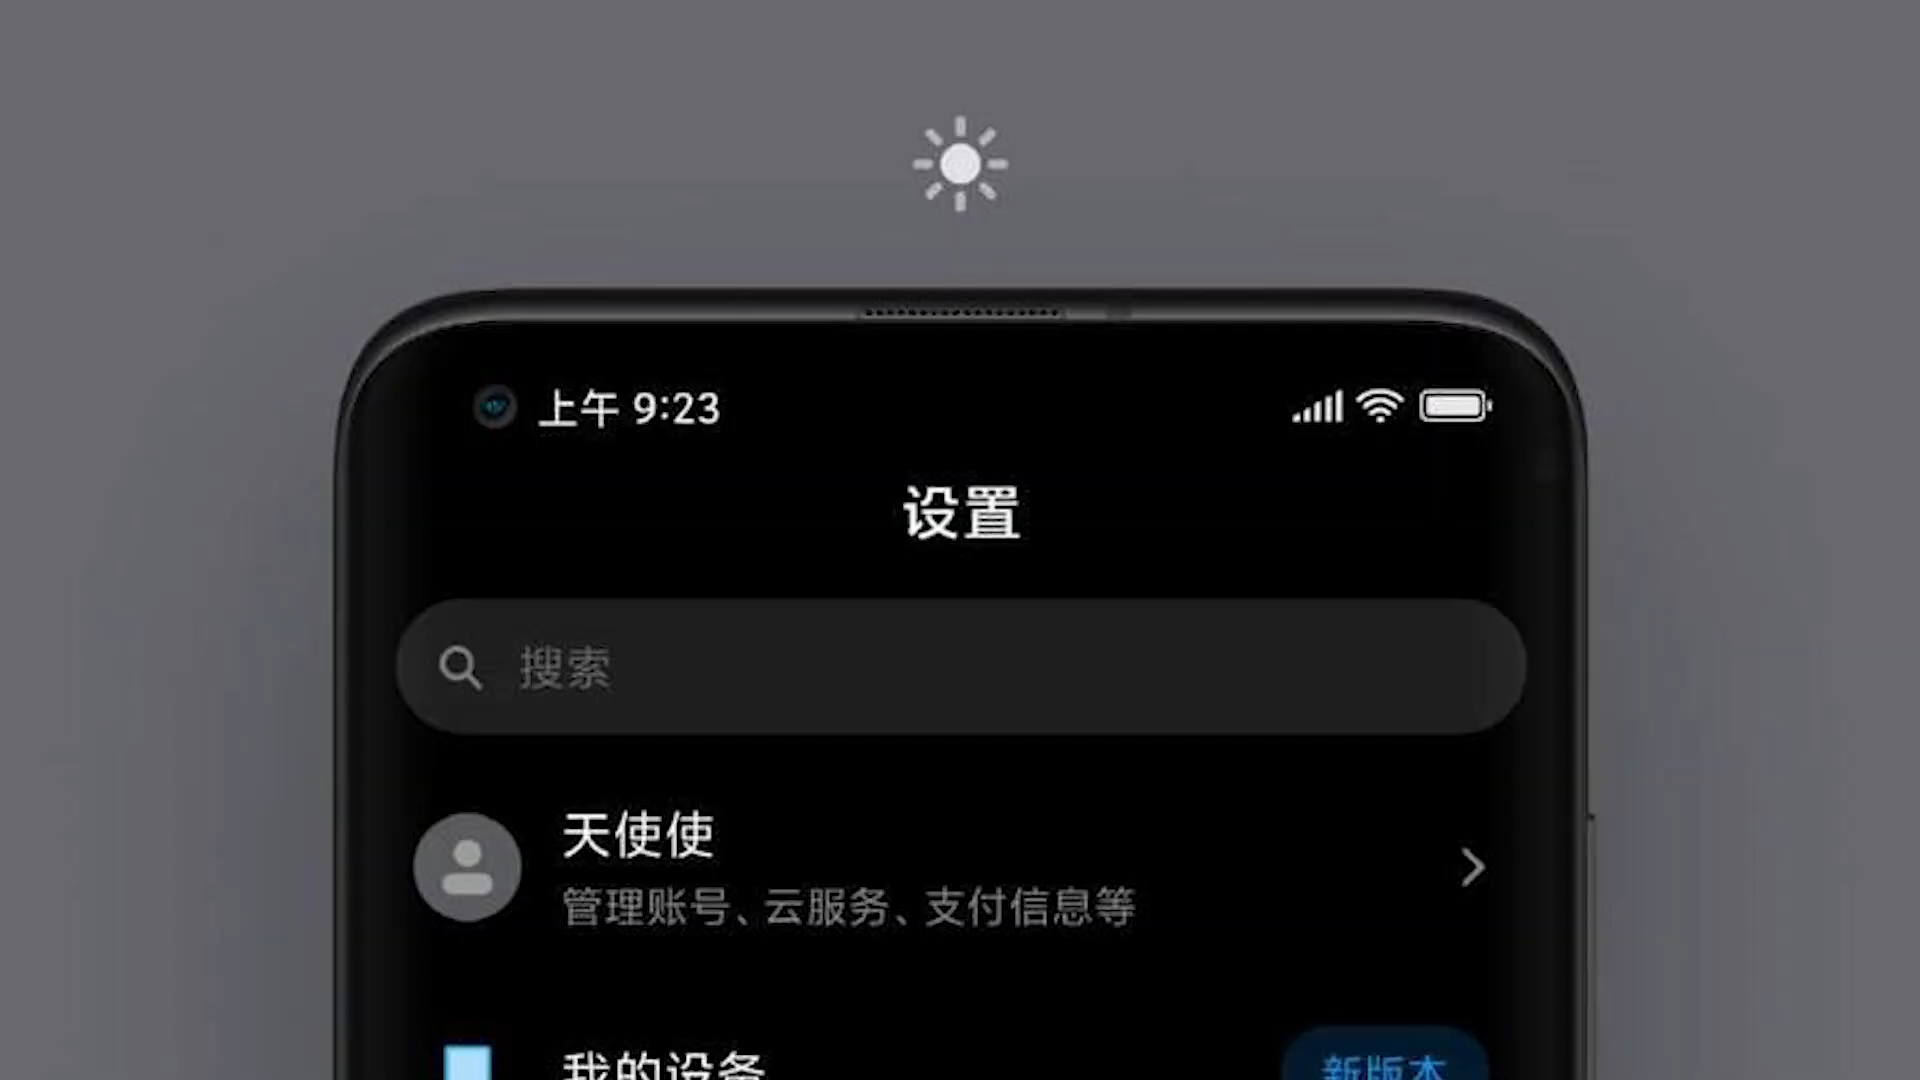 上午 9:23
设置
搜索
天使使
管理账号、云服务、支付信息等
我的设备
新版本